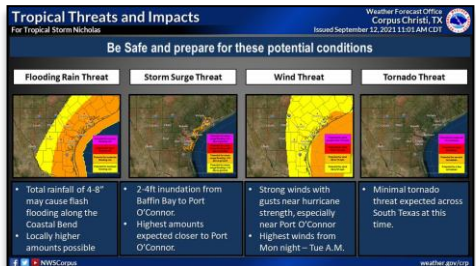 Tropical Threats and Impacts
For Tropical Storm Nicholas
Weather Forecast Office
Corpus Christi, TX
Issued September 12, 2021 11:01 AM CDT
Be Safe and prepare for these potential conditions
Flooding Rain Threat
Storm Surge Threat
Wind Threat
Tornado Threat
• Total rainfall of 4-8"
may cause flash
flooding along the
Coastal Bend
• Locally higher
amounts possible
• 2-4ft inundation from
Baffin Bay to Port
O'Connor.
• Highest amounts
expected closer to Port
O'Connor.
• Strong winds with
gusts near hurricane
strength, especially
near Port O'Connor
• Highest winds from
Mon night – Tue A.M.
• Minimal tornado
threat expected across
South Texas at this
time.
NWSCorpus
weather.gov/crp